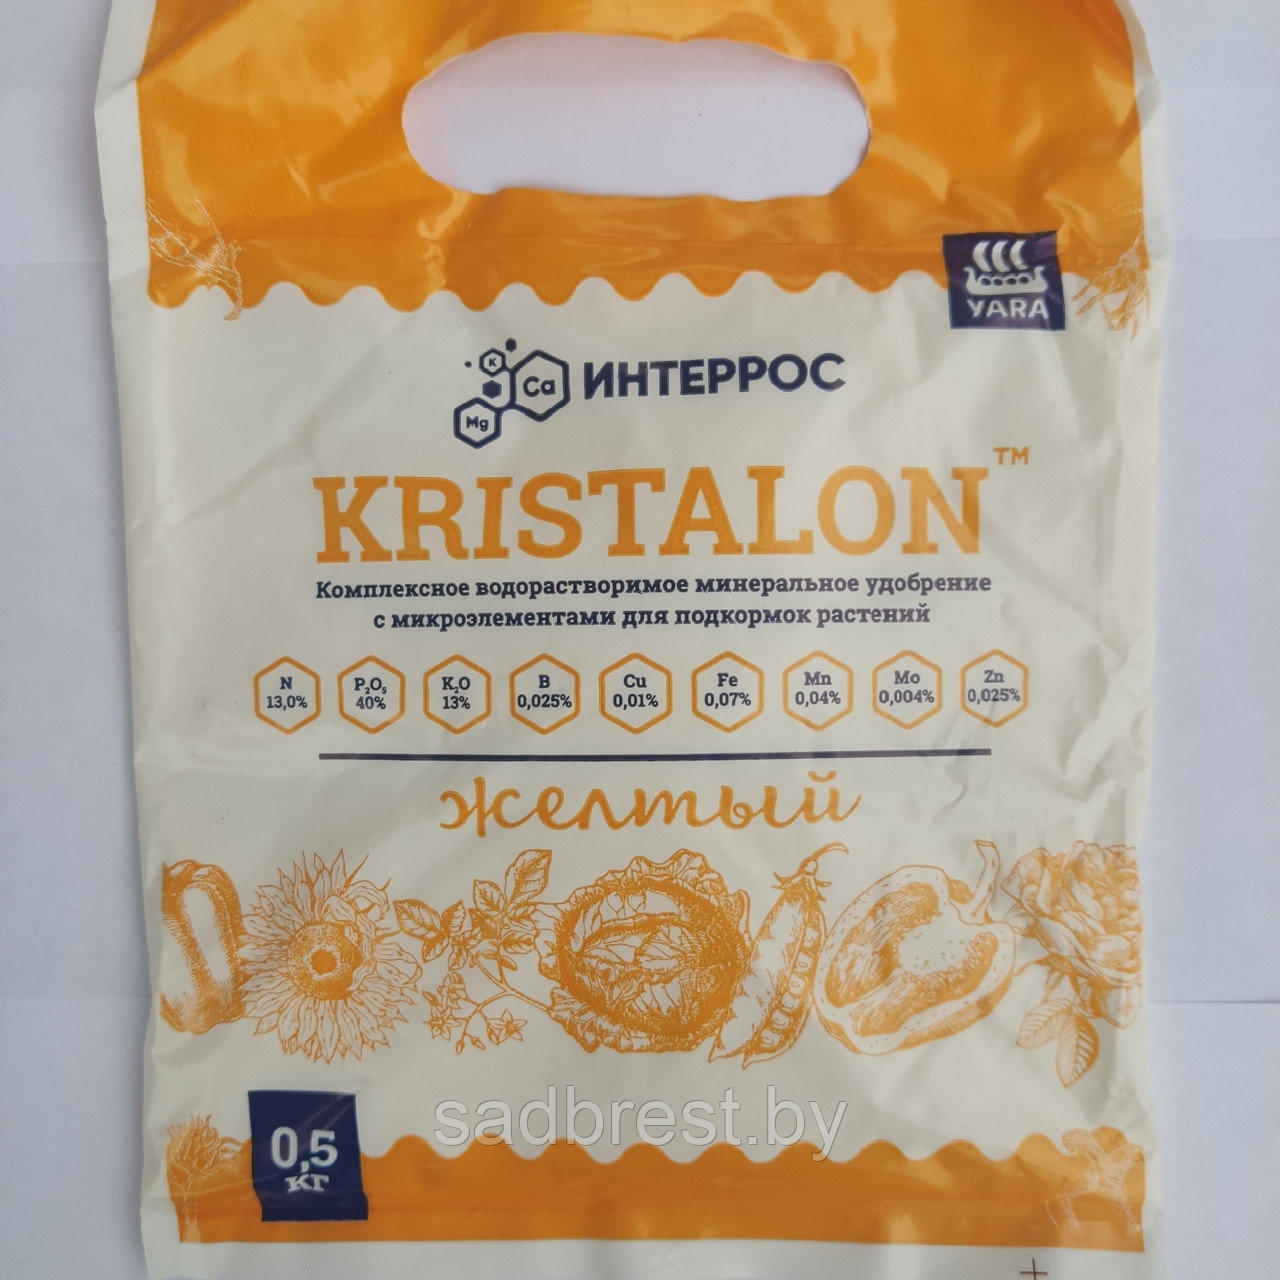 YARA
K
Ca
Mg
ИНТЕРРОС
KRISTALON™
Комплексное водорастворимое минеральное удобрение
с микроэлементами для подкормок растений
N P₂O₅ K₂O B Cu Fe Mn Mo Zn
13,0% 40% 13% 0,025% 0,01% 0,07% 0,04% 0,004% 0,025%
желтый
sadbrest.by
0,5
кг